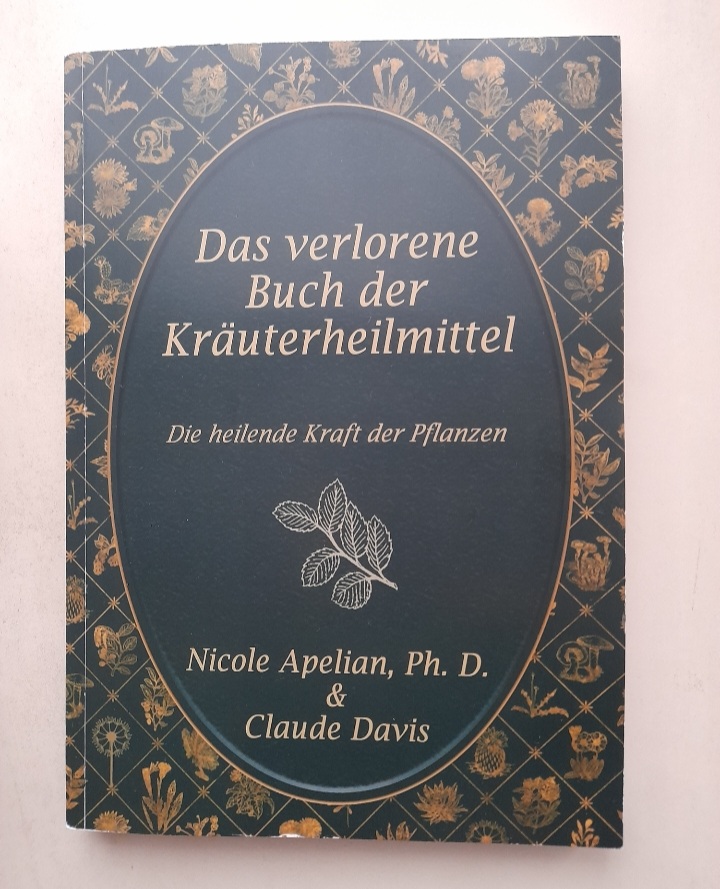 Das verlorene
Buch der
Kräuterheilmittel
Die heilende Kraft der Pflanzen
Nicole Apelian, Ph. D.
&
Claude Davis